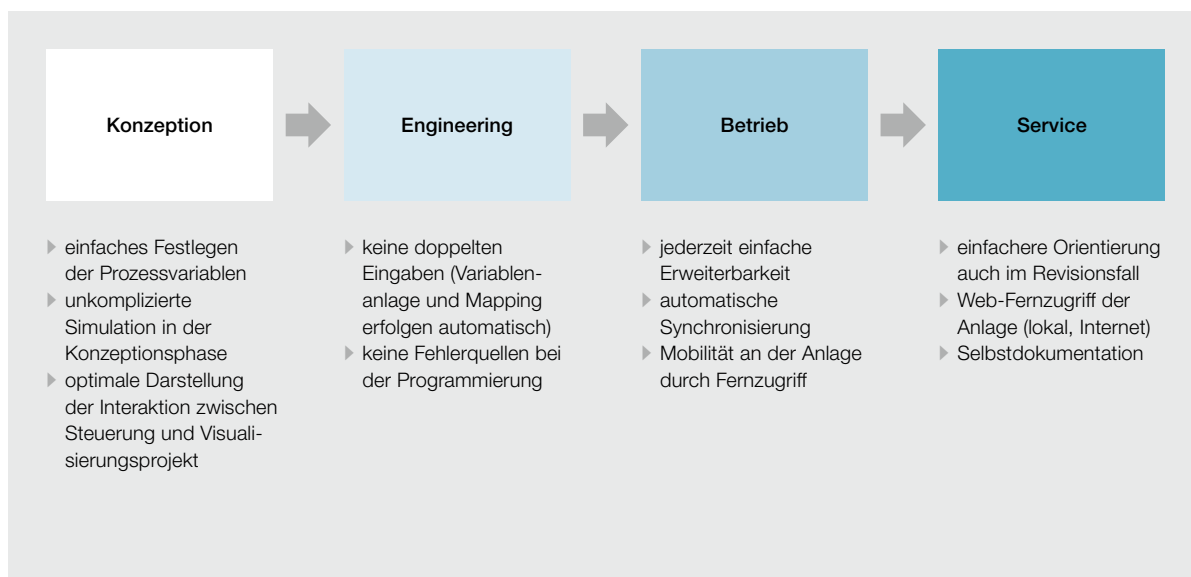 Konzeption
Engineering
Betrieb
Service
einfaches Festlegen
der Prozessvariablen
unkomplizierte
Simulation in der
Konzeptionsphase
optimale Darstellung
der Interaktion zwischen
Steuerung und Visuali-
sierungsprojekt
keine doppelten
Eingaben (Variablen-
anlage und Mapping
erfolgen automatisch)
keine Fehlerquellen bei
der Programmierung
jederzeit einfache
Erweiterbarkeit
automatische
Synchronisierung
Mobilität an der Anlage
durch Fernzugriff
einfachere Orientierung
auch im Revisionsfall
Web-Fernzugriff der
Anlage (lokal, Internet)
Selbstdokumentation